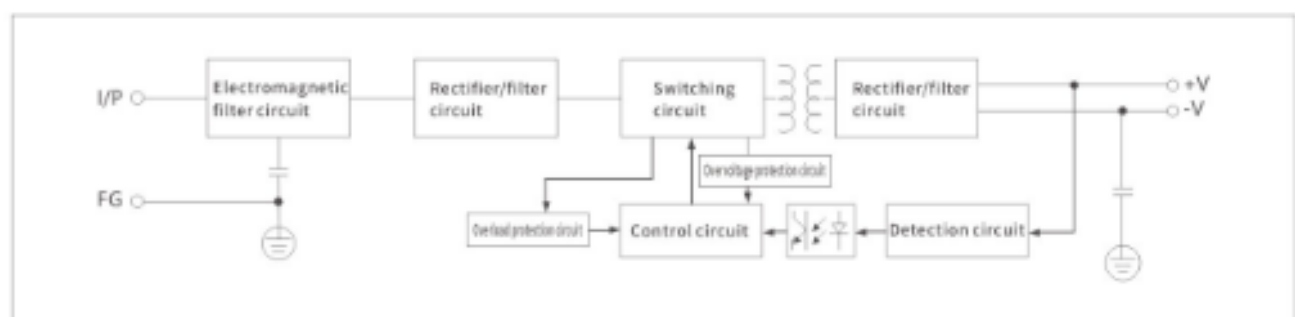 Electromagnetic
filter circuit
Rectifier/filter
circuit
Switching
circuit
Rectifier/filter
circuit
I/P
+V
-V
Overvoltage protection circuit
FG
Overload protection circuit
Control circuit
Detection circuit